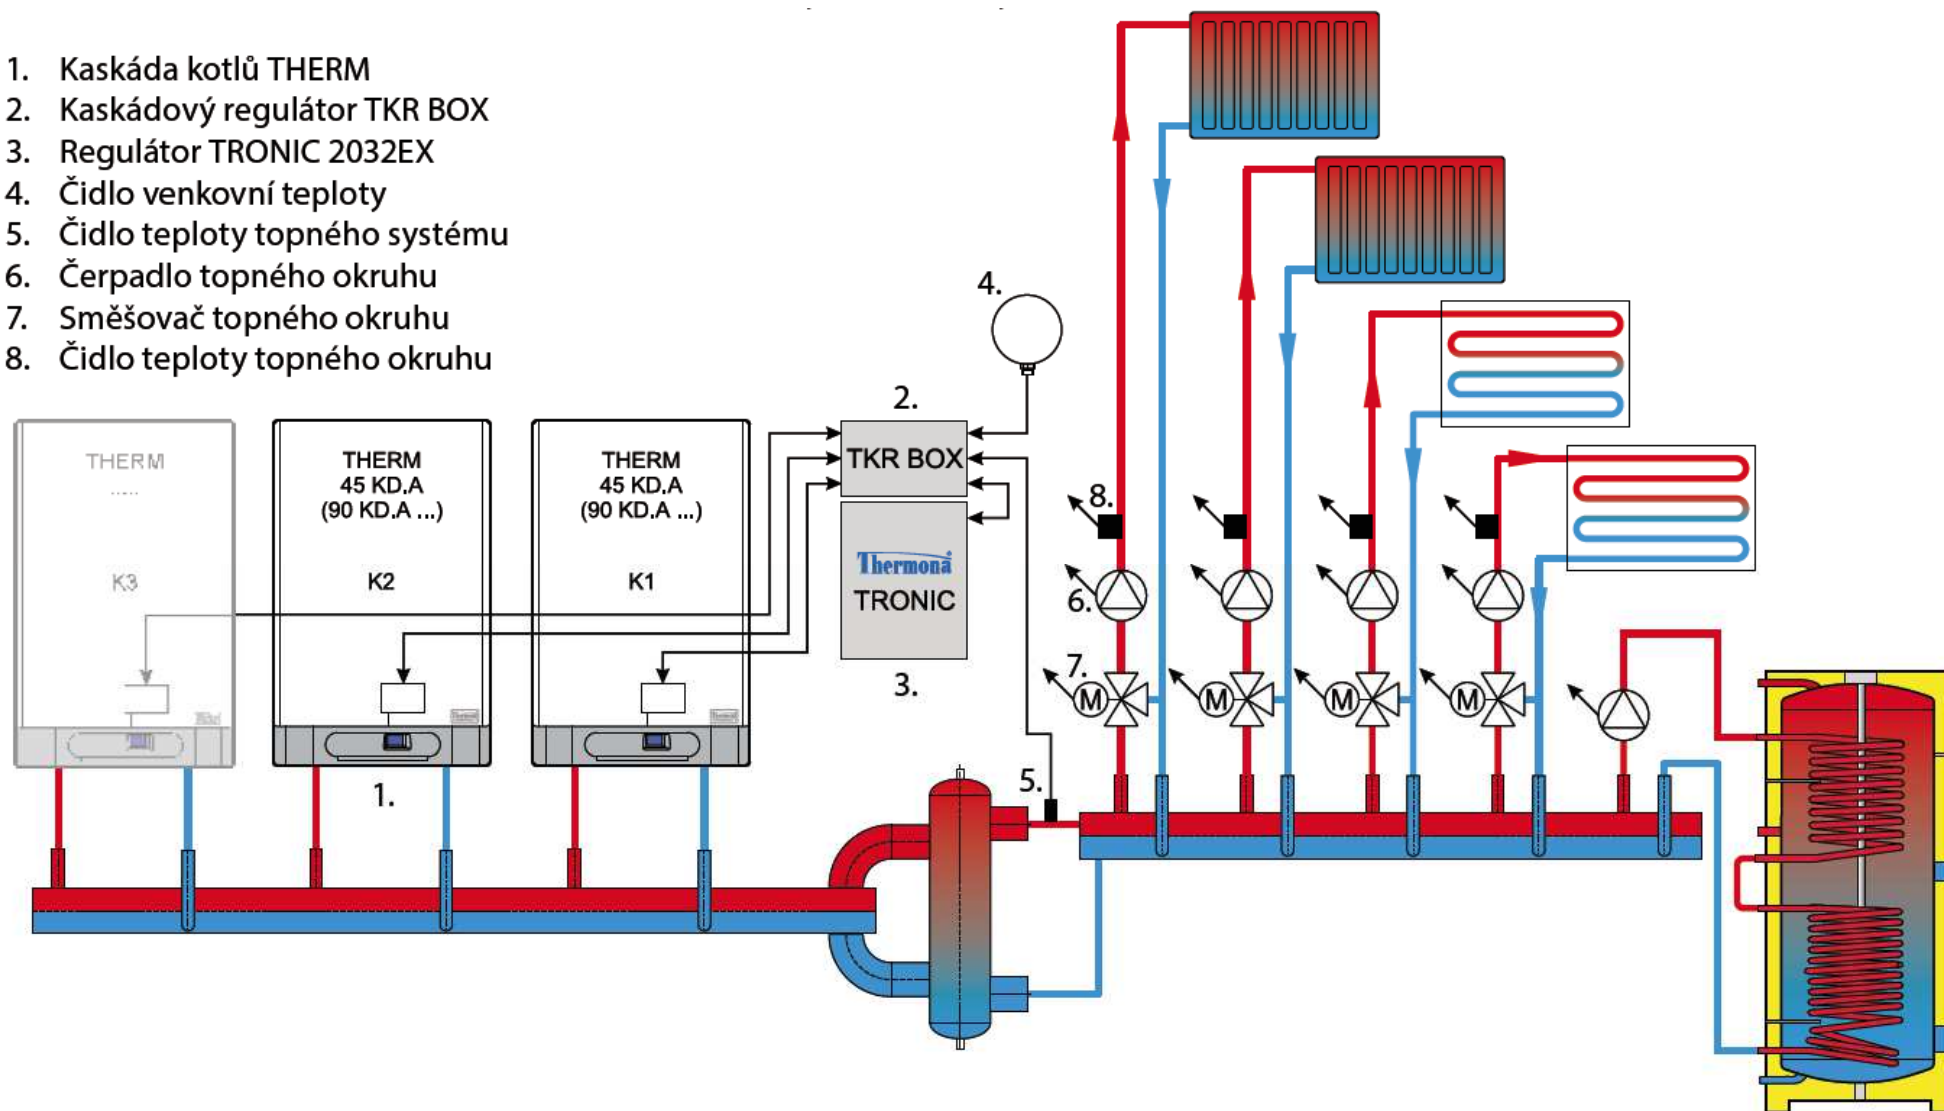 1. Kaskáda kotlů THERM
2. Kaskádový regulátor TKR BOX
3. Regulátor TRONIC 2032EX
4. Čidlo venkovní teploty
5. Čidlo teploty topného systému
6. Čerpadlo topného okruhu
7. Směšovač topného okruhu
8. Čidlo teploty topného okruhu
4.
2.
THERM
.....
K3
THERM
45 KD.A
(90 KD.A ...)
K2
THERM
45 KD.A
(90 KD.A ...)
K1
TKR BOX
Thermona
TRONIC
3.
1.
8.
6.
7.
M
M
M
M
5.